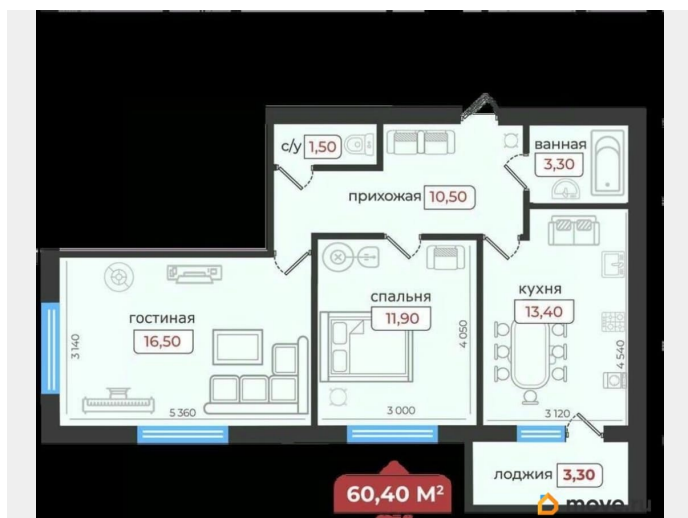 с/у 1,50
ванная
3,30
прихожая 10,50
гостиная
16,50
спальня
11,90
кухня
13,40
3 140
4 050
4 540
5 360
3 000
3 120
лоджия 3,30
60,40 М²
move.ru